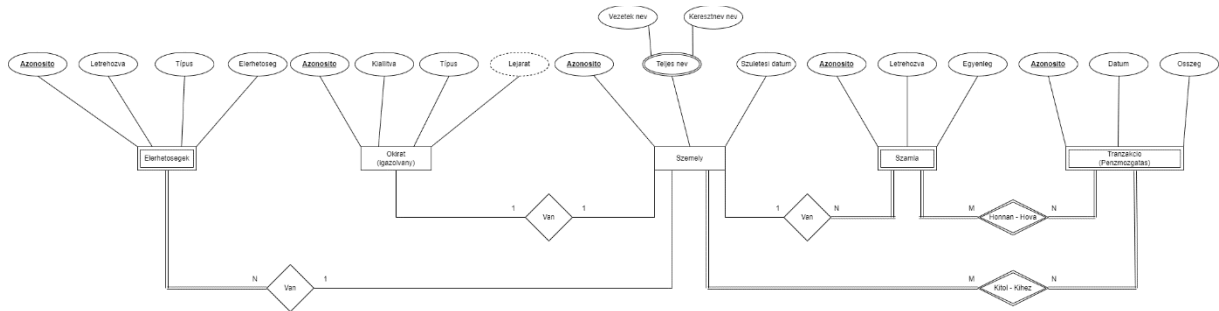 Vezetek nev
Keresztnev nev
Azonosito
Letrehozva
Típus
Elerhetoseg
Azonosito
Kiallitva
Típus
Lejarat
Azonosito
Teljes nev
Szuletesi datum
Azonosito
Letrehozva
Egyenleg
Azonosito
Datum
Osszeg
Elerhetosegek
Okirat
(Igazolvany)
Szemely
Szamla
Tranzakcio
(Penzmozgatas)
1
Van
1
1
Van
N
M
Honnan - Hova
N
N
Van
1
M
Kitol - Kihez
N